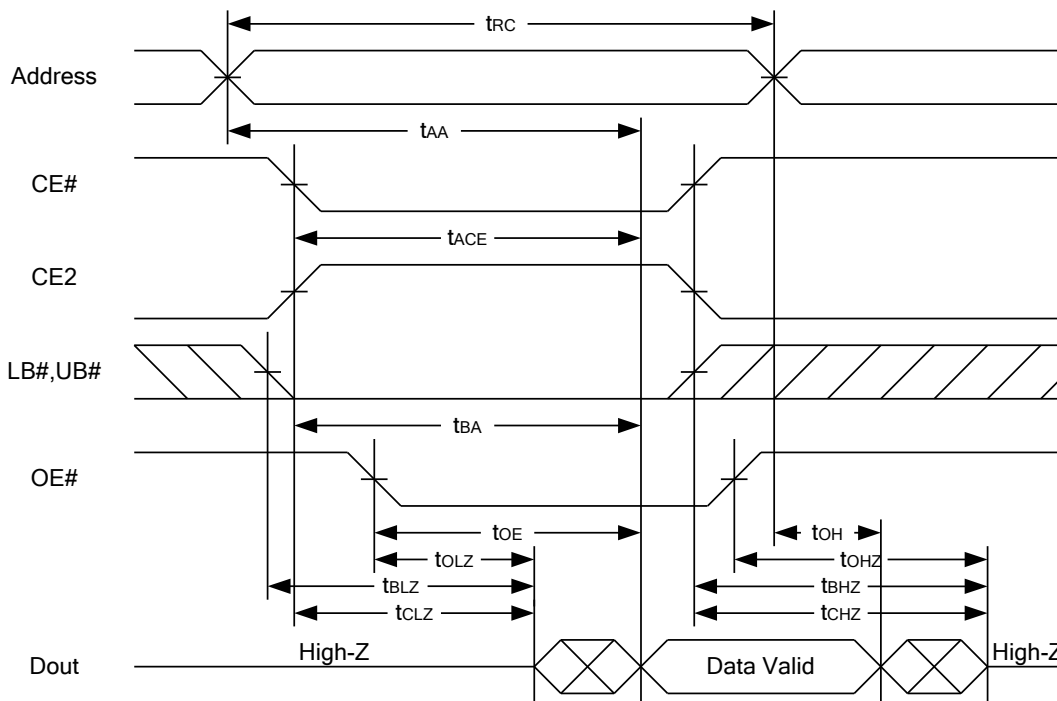 tRC
Address
tAA
CE#
tACE
CE2
LB#,UB#
tBA
OE#
tOE
tOH
tOLZ
tOHZ
tBLZ
tBHZ
tCLZ
tCHZ
Dout
High-Z
Data Valid
High-Z